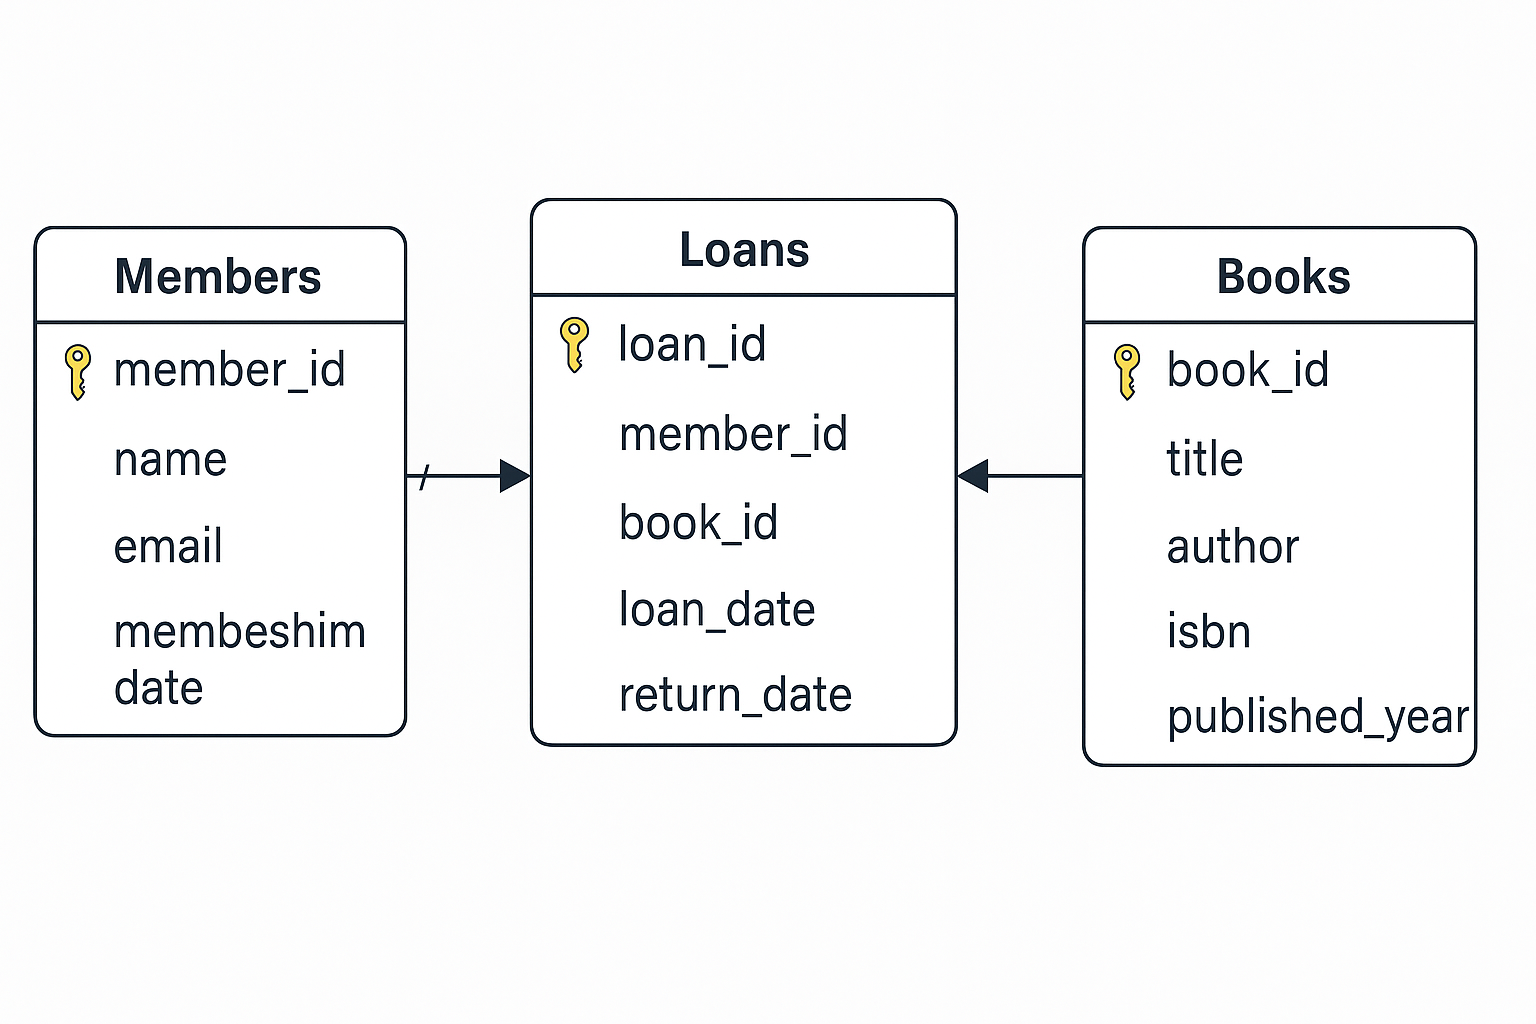 Members
member_id
name
email
membeshim
date
Loans
loan_id
member_id
book_id
loan_date
return_date
Books
book_id
title
author
isbn
published_year